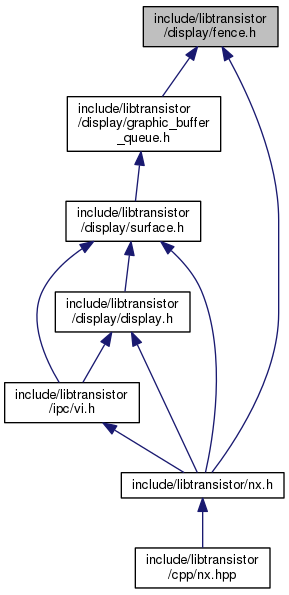 include/libtransistor
/display/fence.h
include/libtransistor
/display/graphic_buffer
_queue.h
include/libtransistor
/display/surface.h
include/libtransistor
/display/display.h
include/libtransistor
/ipc/vi.h
include/libtransistor/nx.h
include/libtransistor
/cpp/nx.hpp